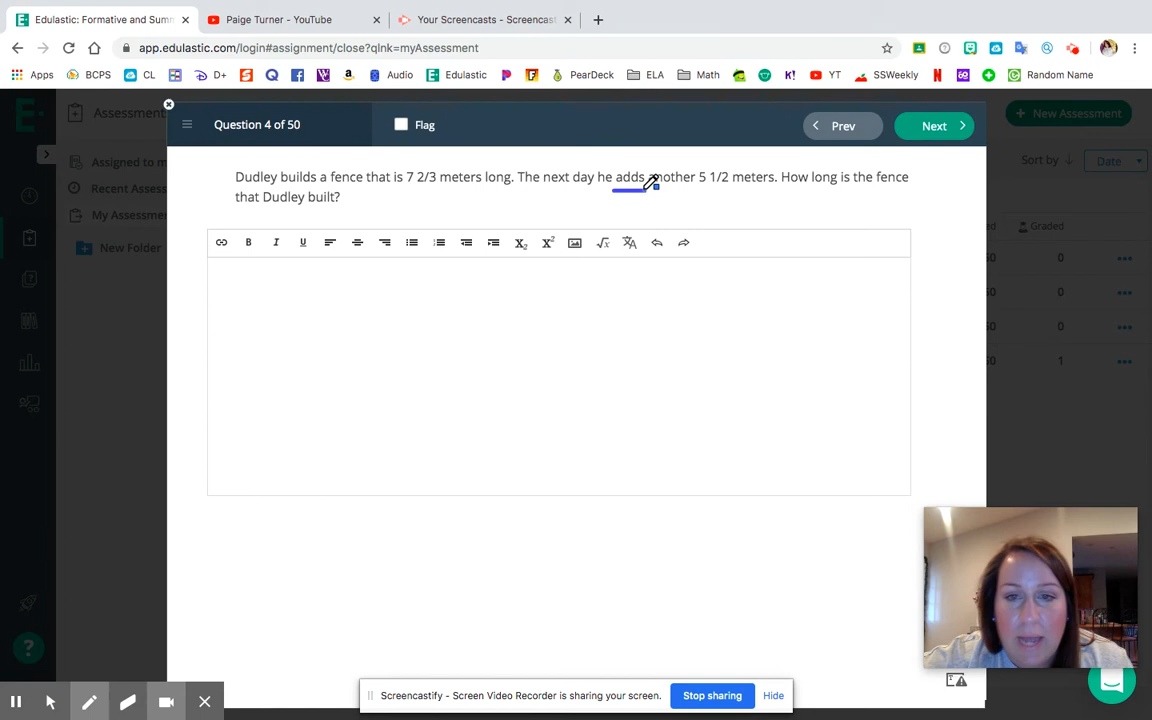 Edulastic: Formative and Summ
Paige Turner - YouTube
Your Screencasts - Screencast
app.edulastic.com/login#assignment/close?qlnk=myAssessment
Apps
BCPS
CL
D+
Audio
Edulastic
PearDeck
ELA
Math
K!
YT
SSWeekly
Random Name
Assessment
New Assessment
Question 4 of 50
Flag
Prev
Next
Assigned to m
Sort by
Date
Dudley builds a fence that is 7 2/3 meters long. The next day he adds another 5 1/2 meters. How long is the fence
that Dudley built?
Recent Assess
My Assessmen
Graded
New Folder
B I U X₂ X²
0
0
0
50 1
?
Screencastify - Screen Video Recorder is sharing your screen.
Stop sharing
Hide